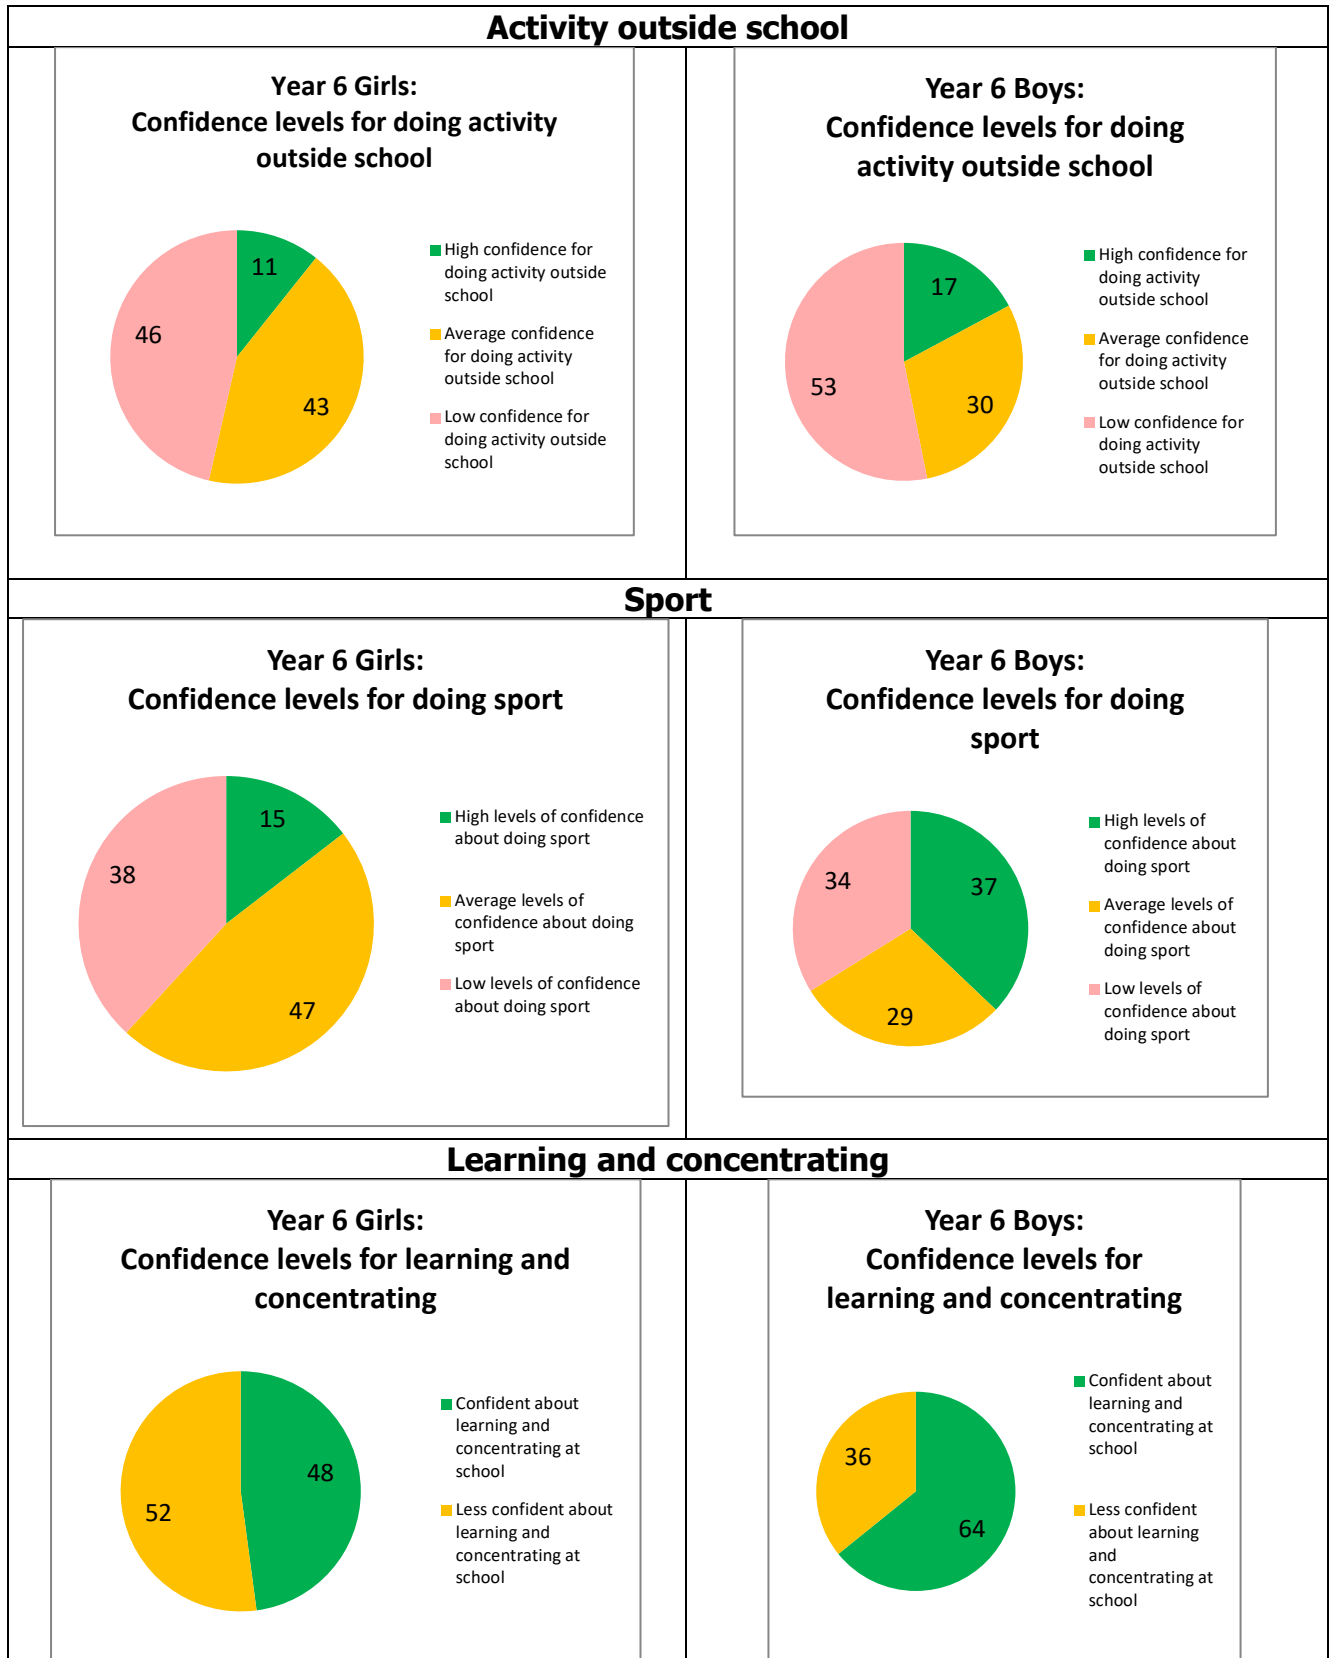 Activity outside school
Year 6 Girls:
Confidence levels for doing activity
outside school
11
43
46
High confidence for
doing activity outside
school
Average confidence
for doing activity
outside school
Low confidence for
doing activity outside
school
Year 6 Boys:
Confidence levels for doing
activity outside school
17
30
53
High confidence for
doing activity
outside school
Average confidence
for doing activity
outside school
Low confidence for
doing activity
outside school
Sport
Year 6 Girls:
Confidence levels for doing sport
15
47
38
High levels of confidence
about doing sport
Average levels of
confidence about doing
sport
Low levels of confidence
about doing sport
Year 6 Boys:
Confidence levels for doing
sport
37
29
34
High levels of
confidence about
doing sport
Average levels of
confidence about
doing sport
Low levels of
confidence about
doing sport
Learning and concentrating
Year 6 Girls:
Confidence levels for learning and
concentrating
48
52
Confident about
learning and
concentrating at
school
Less confident about
learning and
concentrating at
school
Year 6 Boys:
Confidence levels for
learning and concentrating
64
36
Confident about
learning and
concentrating at
school
Less confident
about learning
and
concentrating at
school